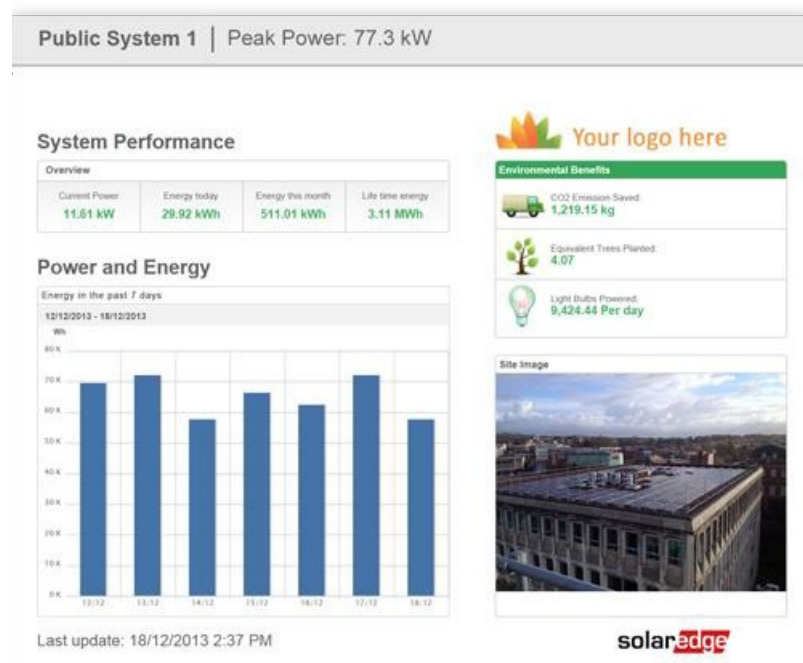 Public System 1 | Peak Power: 77.3 kW
Your logo here
System Performance
Overview
Current Power
11.61 kW
Energy today
29.92 kWh
Energy this month
511.01 kWh
Life time energy
3.11 MWh
Environmental Benefits
CO2 Emission Saved:
1,219.15 kg
Equivalent Trees Planted:
4.07
Light Bulbs Powered:
9,424.44 Per day
Power and Energy
Energy in the past 7 days
12/12/2013 - 18/12/2013
Wh
80 K
70 K
60 K
50 K
40 K
30 K
20 K
10 K
0 K
12/12 13/12 14/12 15/12 16/12 17/12 18/12
Site Image
Last update: 18/12/2013 2:37 PM
solaredge